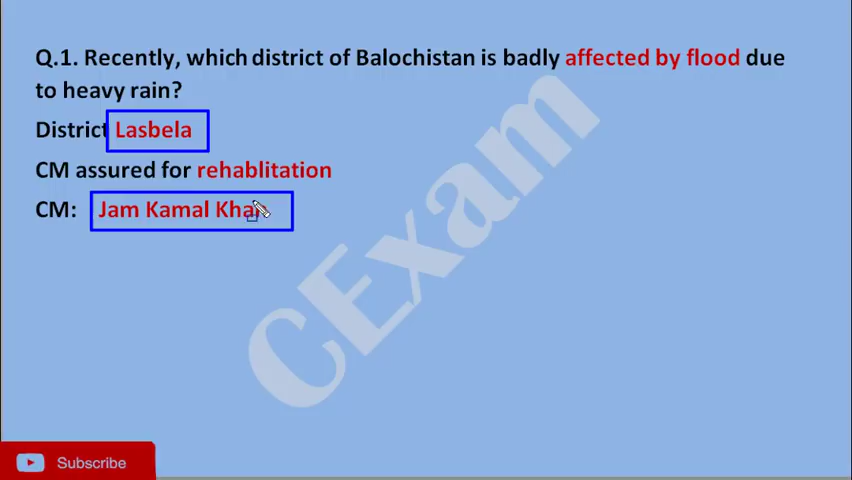 Q.1. Recently, which district of Balochistan is badly affected by flood due
to heavy rain?
District Lasbela
CM assured for rehablitation
CM: Jam Kamal Khan
CExam
Subscribe